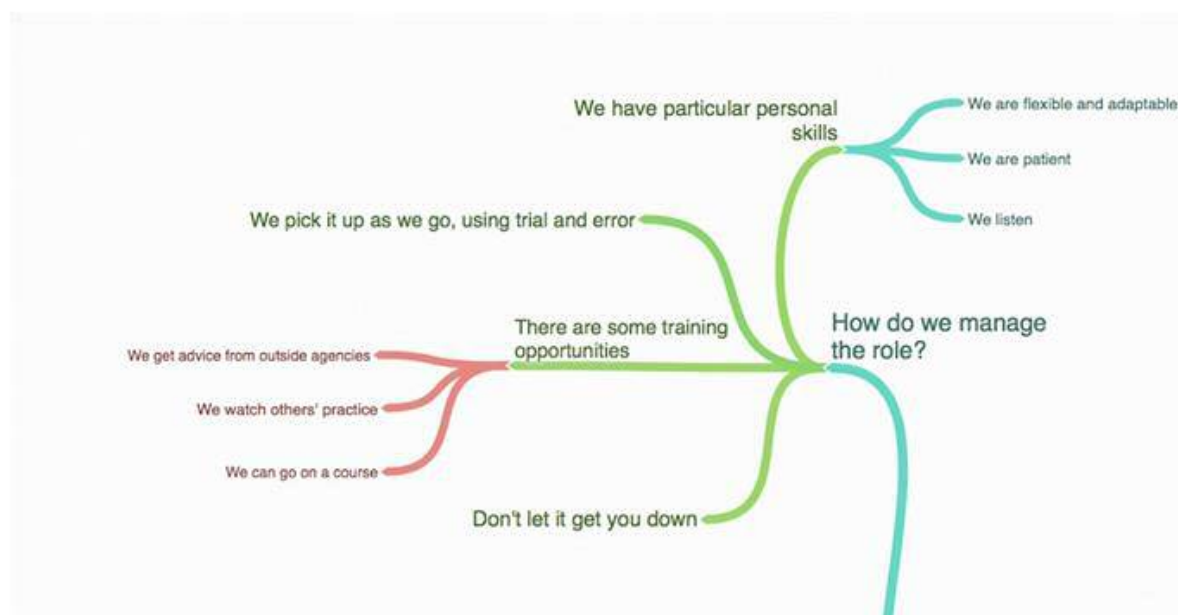 We have particular personal
skills
We are flexible and adaptable
We are patient
We listen
We pick it up as we go, using trial and error
How do we manage
the role?
There are some training
opportunities
We get advice from outside agencies
We watch others' practice
We can go on a course
Don't let it get you down